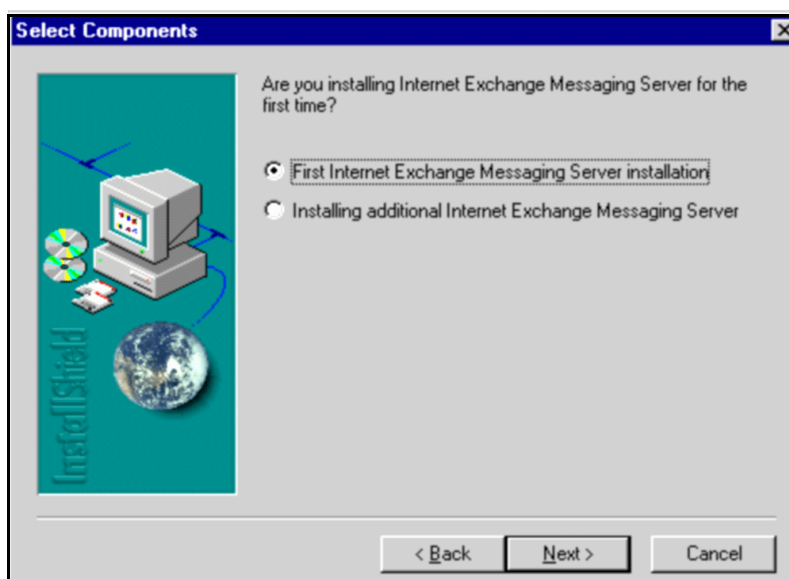 Select Components
Are you installing Internet Exchange Messaging Server for the
first time?
First Internet Exchange Messaging Server installation
Installing additional Internet Exchange Messaging Server
InstallShield
< Back
Next >
Cancel